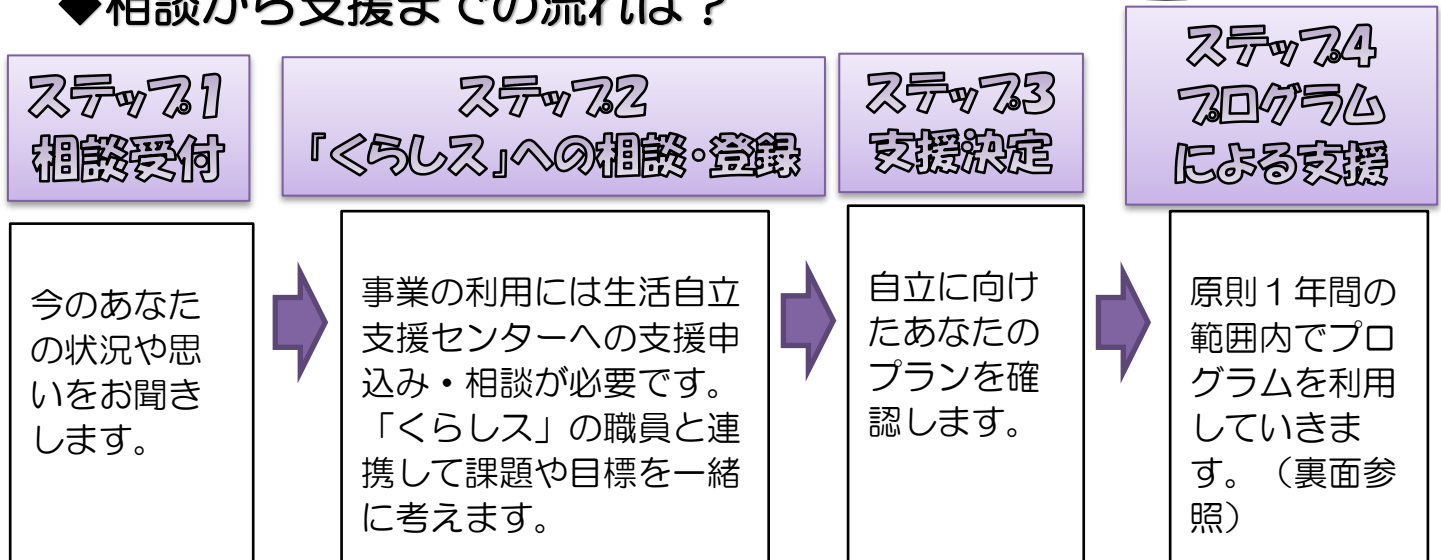 ◆相談から支援までの流れは？
ステップ1
相談受付
ステップ2
「くらしス」への相談・登録
ステップ3
支援決定
ステップ4
プログラム
による支援
今のあなた
の状況や思
いをお聞き
します。
事業の利用には生活自立
支援センターへの支援申
込み・相談が必要です。
「くらしス」の職員と連
携して課題や目標を一緒
に考えます。
自立に向け
たあなたの
プランを確
認します。
原則１年間の
範囲内でプロ
グラムを利用
していきま
す。（裏面参
照）